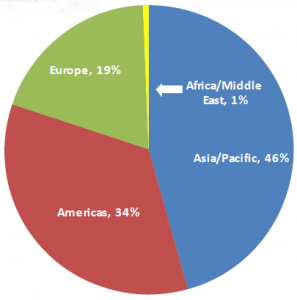 Europe, 19%
Africa/Middle
East, 1%
Asia/Pacific, 46%
Americas, 34%